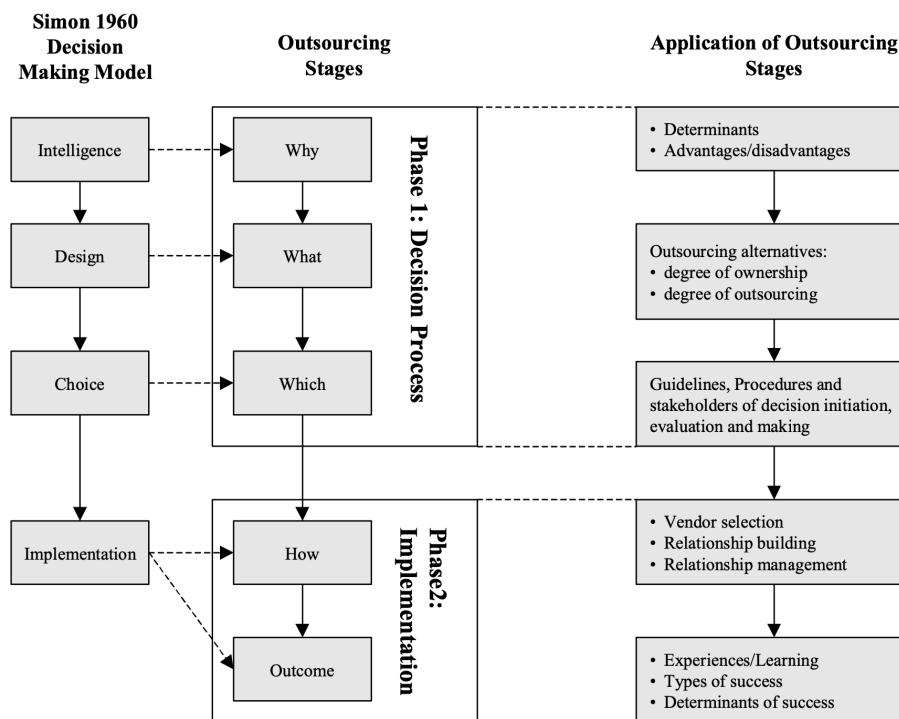 Simon 1960
Decision
Making Model
Outsourcing
Stages
Application of Outsourcing
Stages
Intelligence
Why
• Determinants
• Advantages/disadvantages
Design
What
Outsourcing alternatives:
• degree of ownership
• degree of outsourcing
Choice
Which
Guidelines, Procedures and
stakeholders of decision initiation,
evaluation and making
Phase 1: Decision Process
Implementation
How
• Vendor selection
• Relationship building
• Relationship management
Outcome
• Experiences/Learning
• Types of success
• Determinants of success
Phase2:
Implementation